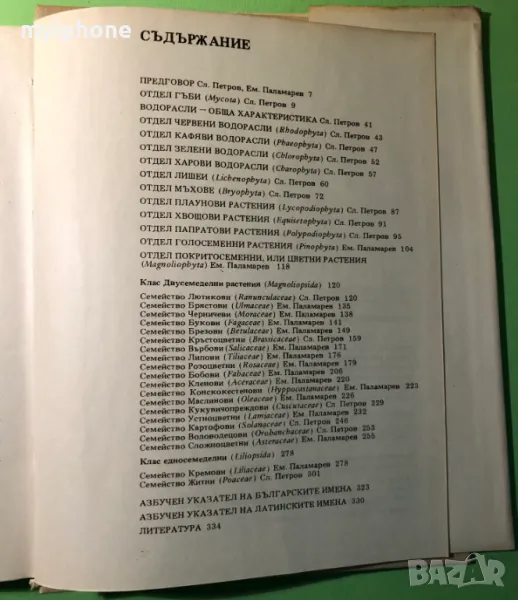 myiphone
СЪДЪРЖАНИЕ
ПРЕДГОВОР Сл. Петров, Ем. Паламарев 7
ОТДЕЛ ГЪБИ (Mycota) Сл. Петров 9
ВОДОРАСЛИ — ОБЩА ХАРАКТЕРИСТИКА Сл. Петров 41
ОТДЕЛ ЧЕРВЕНИ ВОДОРАСЛИ (Rhodophyta) Сл. Петров 43
ОТДЕЛ КАФЯВИ ВОДОРАСЛИ (Phaeophyta) Сл. Петров 47
ОТДЕЛ ЗЕЛЕНИ ВОДОРАСЛИ (Chlorophyta) Сл. Петров 52
ОТДЕЛ ХАРОВИ ВОДОРАСЛИ (Charophyta) Сл. Петров 57
ОТДЕЛ ЛИШЕИ (Lichenophyta) Сл. Петров 60
ОТДЕЛ МЪХОВЕ (Bryophyta) Сл. Петров 72
ОТДЕЛ ПЛАУНОВИ РАСТЕНИЯ (Lycopodiophyta) Сл. Петров 87
ОТДЕЛ ХВОЩОВИ РАСТЕНИЯ (Equisetophyta) Сл. Петров 91
ОТДЕЛ ПАПРАТОВИ РАСТЕНИЯ (Polypodiophyta) Сл. Петров 95
ОТДЕЛ ГОЛОСЕМЕННИ РАСТЕНИЯ (Pinophyta) Ем. Паламарев 104
ОТДЕЛ ПОКРИТОСЕМЕННИ, ИЛИ ЦВЕТНИ РАСТЕНИЯ
(Magnoliophyta) Ем. Паламарев 118
Клас Двусемеделни растения (Magnoliopsida) 120
Семейство Лютикови (Ranunculaceae) Сл. Петров 120
Семейство Брястови (Ulmaceae) Ем. Паламарев 135
Семейство Черничеви (Moraceae) Ем. Паламарев 138
Семейство Букови (Fagaceae) Ем. Паламарев 141
Семейство Брезови (Betulaceae) Ем. Паламарев 149
Семейство Кръстоцветни (Brassicaceae) Сл. Петров 159
Семейство Върбови (Salicaceae) Ем. Паламарев 171
Семейство Липови (Tiliaceae) Ем. Паламарев 176
Семейство Розоцветни (Rosaceae) Ем. Паламарев 179
Семейство Бобови (Fabaceae) Ем. Паламарев 206
Семейство Кленови (Aceraceae) Ем. Паламарев 220
Семейство Конскокестенови (Hyppocastanaceae) Ем. Паламарев 223
Семейство Маслинови (Oleaceae) Ем. Паламарев 226
Семейство Кукувичопреждови (Cuscutaceae) Сл. Петров 229
Семейство Устноцветни (Lamiaceae) Ем. Паламарев 232
Семейство Картофови (Solanaceae) Сл. Петров 246
Семейство Воловодецови (Orobanchaceae) Сл. Петров 253
Семейство Сложноцветни (Asteraceae) Ем. Паламарев 255
Клас едносемеделни (Liliopsida) 278
Семейство Кремови (Liliaceae) Ем. Паламарев 278
Семейство Житни (Poaceae) Сл. Петров 301
АЗБУЧЕН УКАЗАТЕЛ НА БЪЛГАРСКИТЕ ИМЕНА 323
АЗБУЧЕН УКАЗАТЕЛ НА ЛАТИНСКИТЕ ИМЕНА 330
ЛИТЕРАТУРА 334
BAZAR